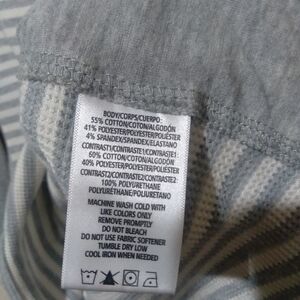 BODY/CORPS/CUERPO:
55% COTTON/COTON/ALGODÓN
41% POLYESTER/POLYESTER/POLIÉSTER
4% SPANDEX/SPANDEX/ELASTANO
CONTRAST1/CONTRASTE1/CONTRASTE1:
60% COTTON/COTON/ALGODÓN
40% POLYESTER/POLYESTER/POLIÉSTER
CONTRAST2/CONTRASTE2/CONTRASTE2:
100% POLYURETHANE
POLYURÉTHANE/POLIURETANO
MACHINE WASH COLD WITH
LIKE COLORS ONLY
REMOVE PROMPTLY
DO NOT BLEACH
DO NOT USE FABRIC SOFTENER
TUMBLE DRY LOW
COOL IRON WHEN NEEDED